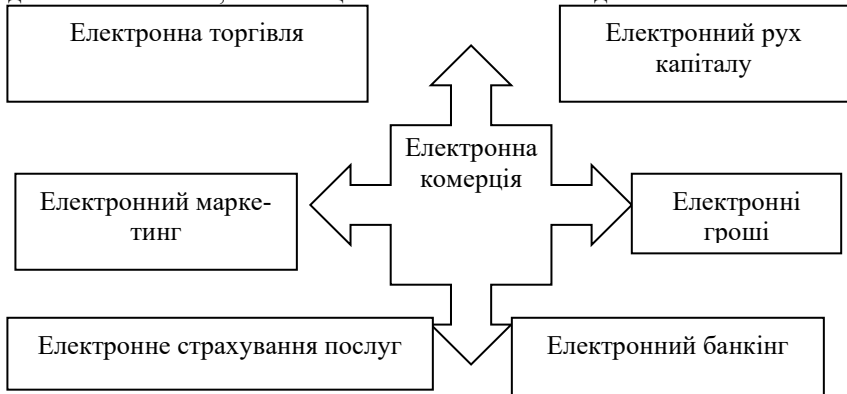 Електронна торгівля
Електронний рух
капіталу
Електронна
комерція
Електронний марке-
тинг
Електронні
гроші
Електронне страхування послуг
Електронний банкінг